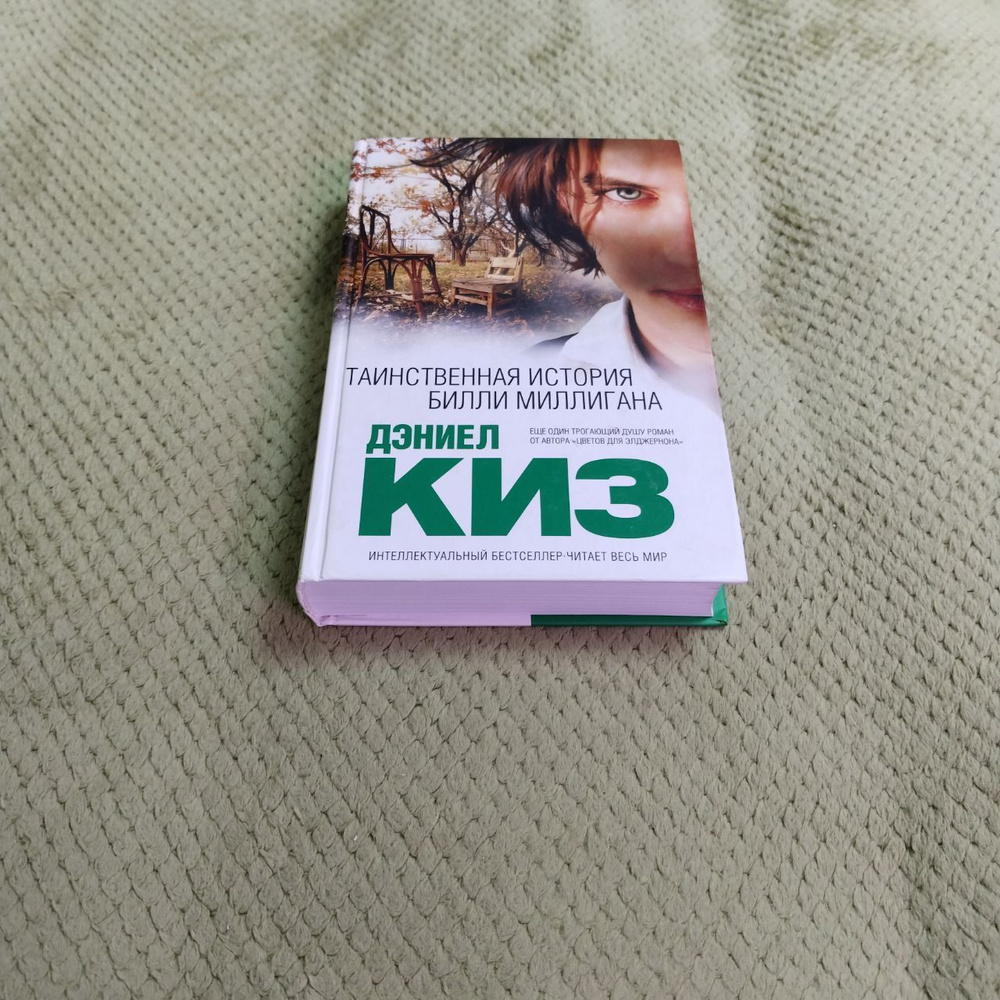 ТАИНСТВЕННАЯ ИСТОРИЯ
БИЛЛИ МИЛЛИГАНА
ДЭНИЕЛ
ЕЩЕ ОДИН ТРОГАЮЩИЙ ДУШУ РОМАН
ОТ АВТОРА «ЦВЕТОВ ДЛЯ ЭЛДЖЕРНОНА»
КИЗ
ИНТЕЛЛЕКТУАЛЬНЫЙ БЕСТСЕЛЛЕР·ЧИТАЕТ ВЕСЬ МИР